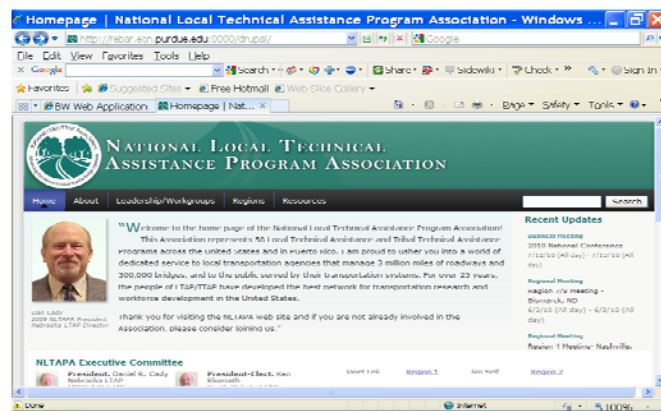 Homepage | National Local Technical Assistance Program Association - Windows ...
http://rebar.ecn.purdue.edu:0000/drupal/
Google
File Edit View Favorites Tools Help
Google Search Share Sidewiki Check Sign In
Favorites Suggested Sites Free Hotmail Web Slice Gallery
BW Web Application Homepage | Nat...
Page Safety Tools
NATIONAL LOCAL TECHNICAL
ASSISTANCE PROGRAM ASSOCIATION
Home About Leadership/Workgroups Regions Resources Search
"Welcome to the home page of the National Local Technical Assistance Program Association!
This Association represents 58 Local Technical Assistance and Tribal Technical Assistance
Programs across the United States and in Puerto Rico. I am proud to usher you into a world of
dedicated service to local transportation agencies that manage 3 million miles of roadways and
300,000 bridges, and to the public served by their transportation systems. For over 25 years,
the people of LTAP/TTAP have developed the best network for transportation research and
workforce development in the United States.
Thank you for visiting the NLTAPA web site and if you are not already involved in the
Association, please consider joining us."
Dan Cady
2009 NLTAPA President
Nebraska LTAP Director
Recent Updates
Business Meeting
2010 National Conference
7/12/10 (All day) - 7/15/10 (All
day)
Regional Meeting
Region 7/8 Meeting -
Bismarck, ND
6/2/10 (All day) - 6/3/10 (All
day)
Regional Meeting
Region 4 Meeting- Nashville,
NLTAPA Executive Committee
President. Daniel R. Cady
Nebraska LTAP
President-Elect. Ken
Region 1
Region 2
Done
Internet
100%